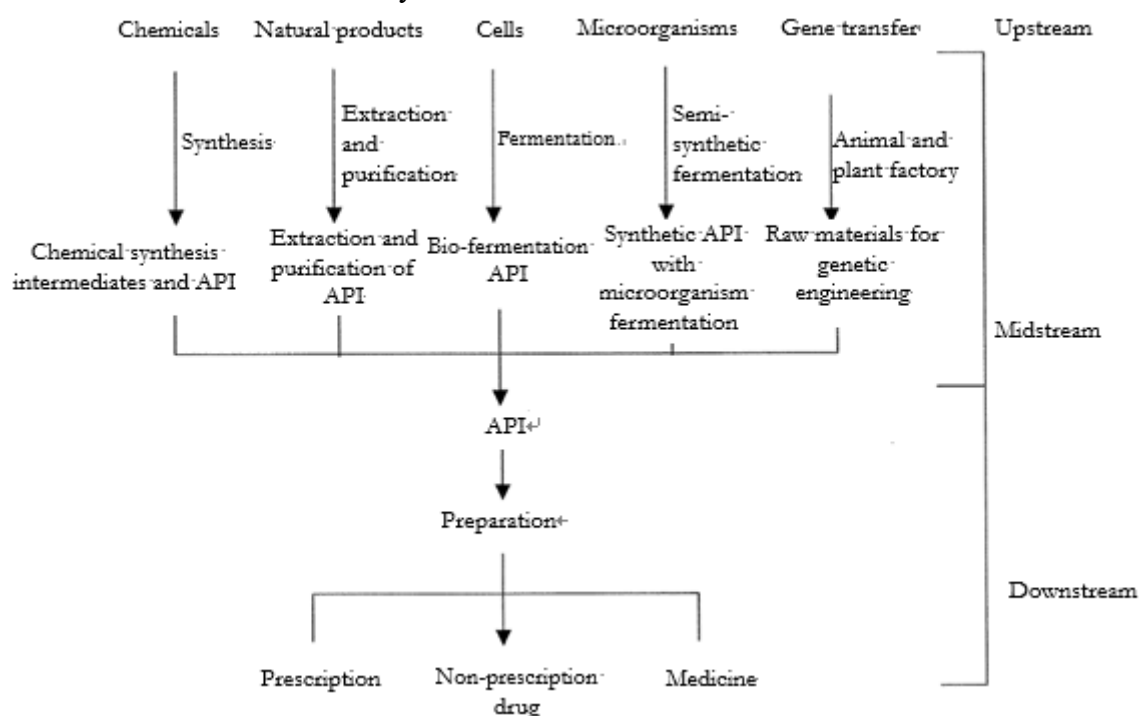 Chemicals Natural products Cells Microorganisms Gene transfer Upstream
Synthesis
Extraction
and
purification
Fermentation
Semi-
synthetic
fermentation
Animal and
plant factory
Chemical synthesis
intermediates and API
Extraction and
purification of
API
Bio-fermentation
API
Synthetic API
with
microorganism
fermentation
Raw materials for
genetic
engineering
Midstream
API
Preparation
Downstream
Prescription
Non-prescription
drug
Medicine